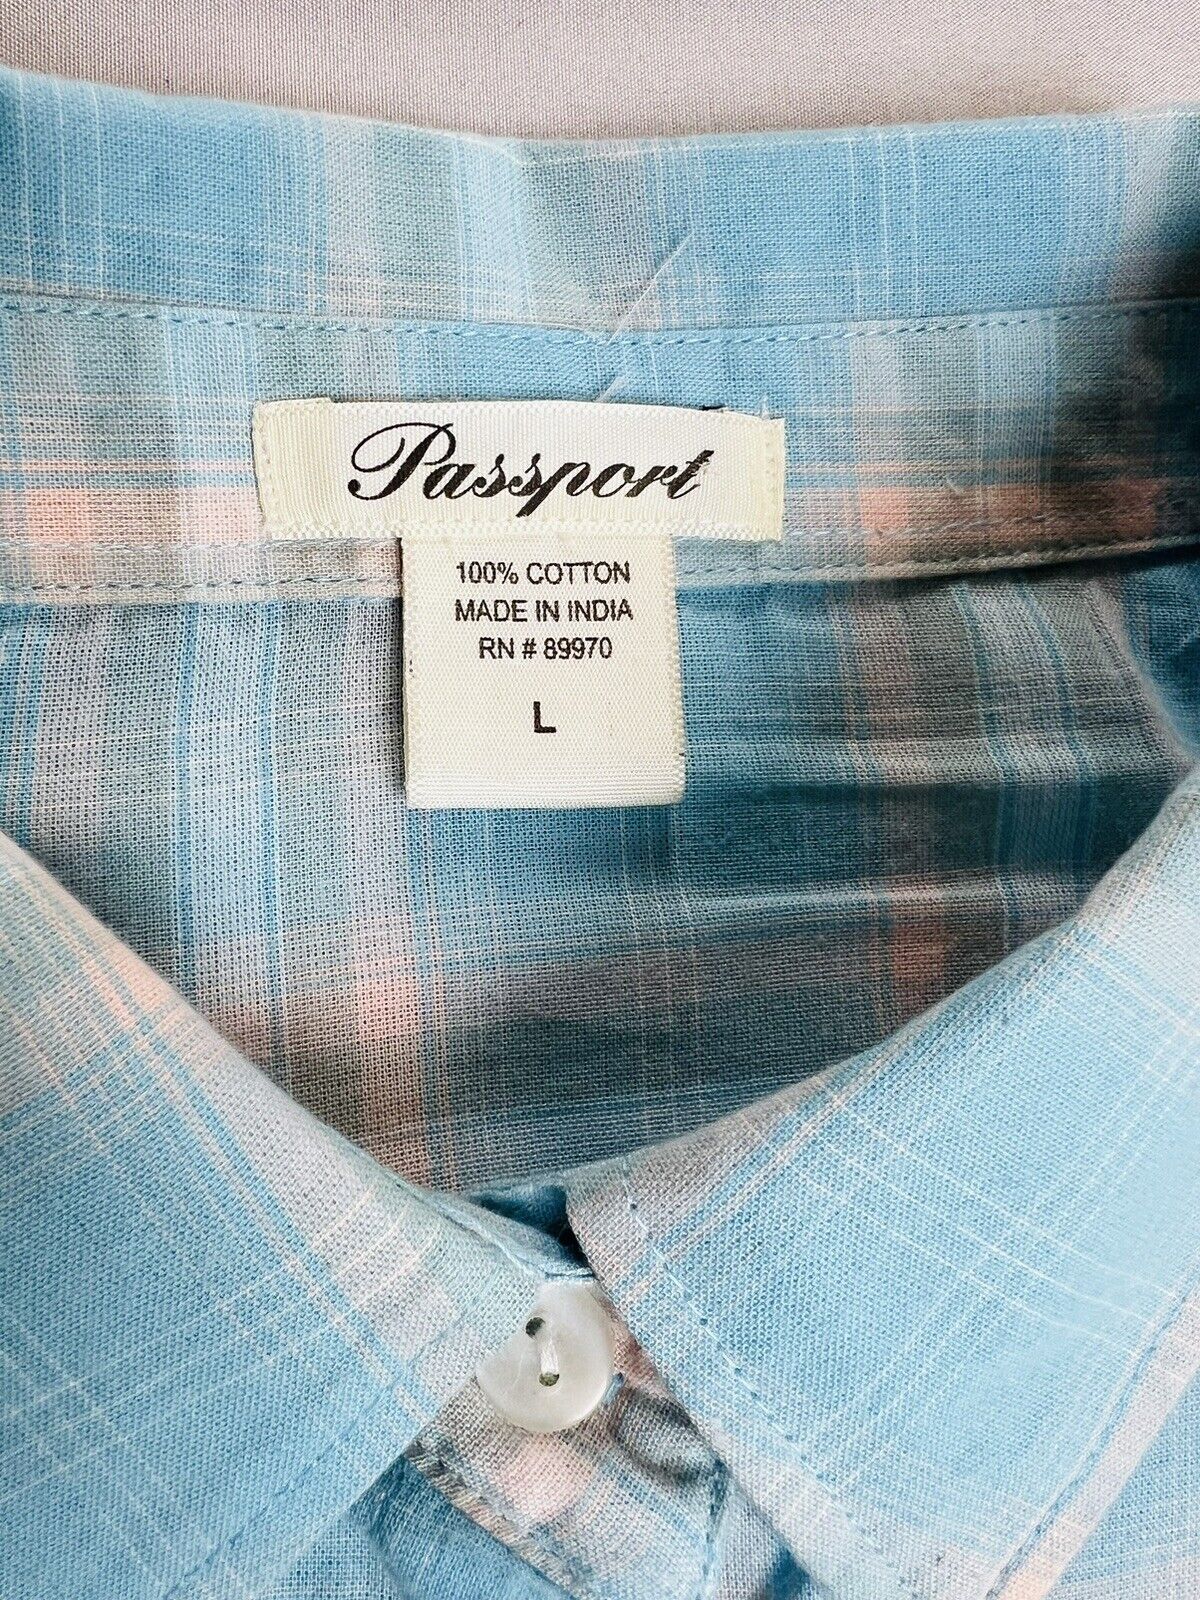 Passport
100% COTTON
MADE IN INDIA
RN # 89970
L